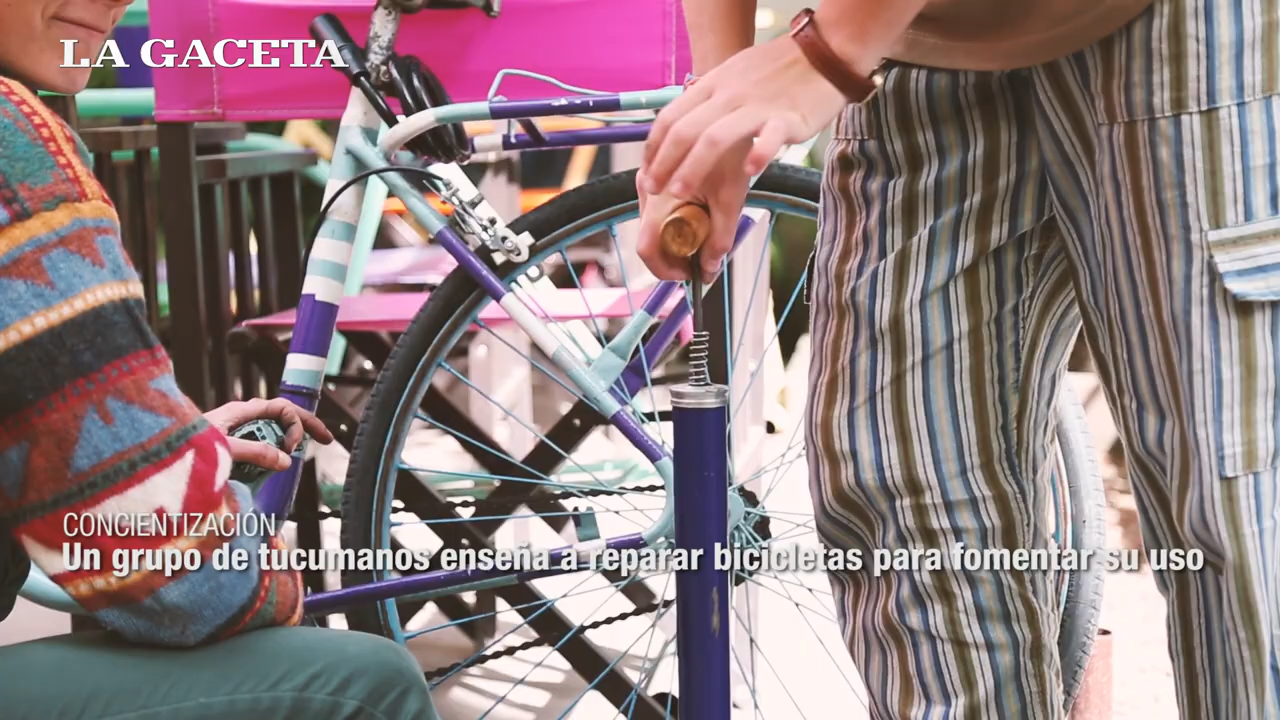 LA GACETA
CONCIENTIZACIÓN
Un grupo de tucumanos enseña a reparar bicicletas para fomentar su uso